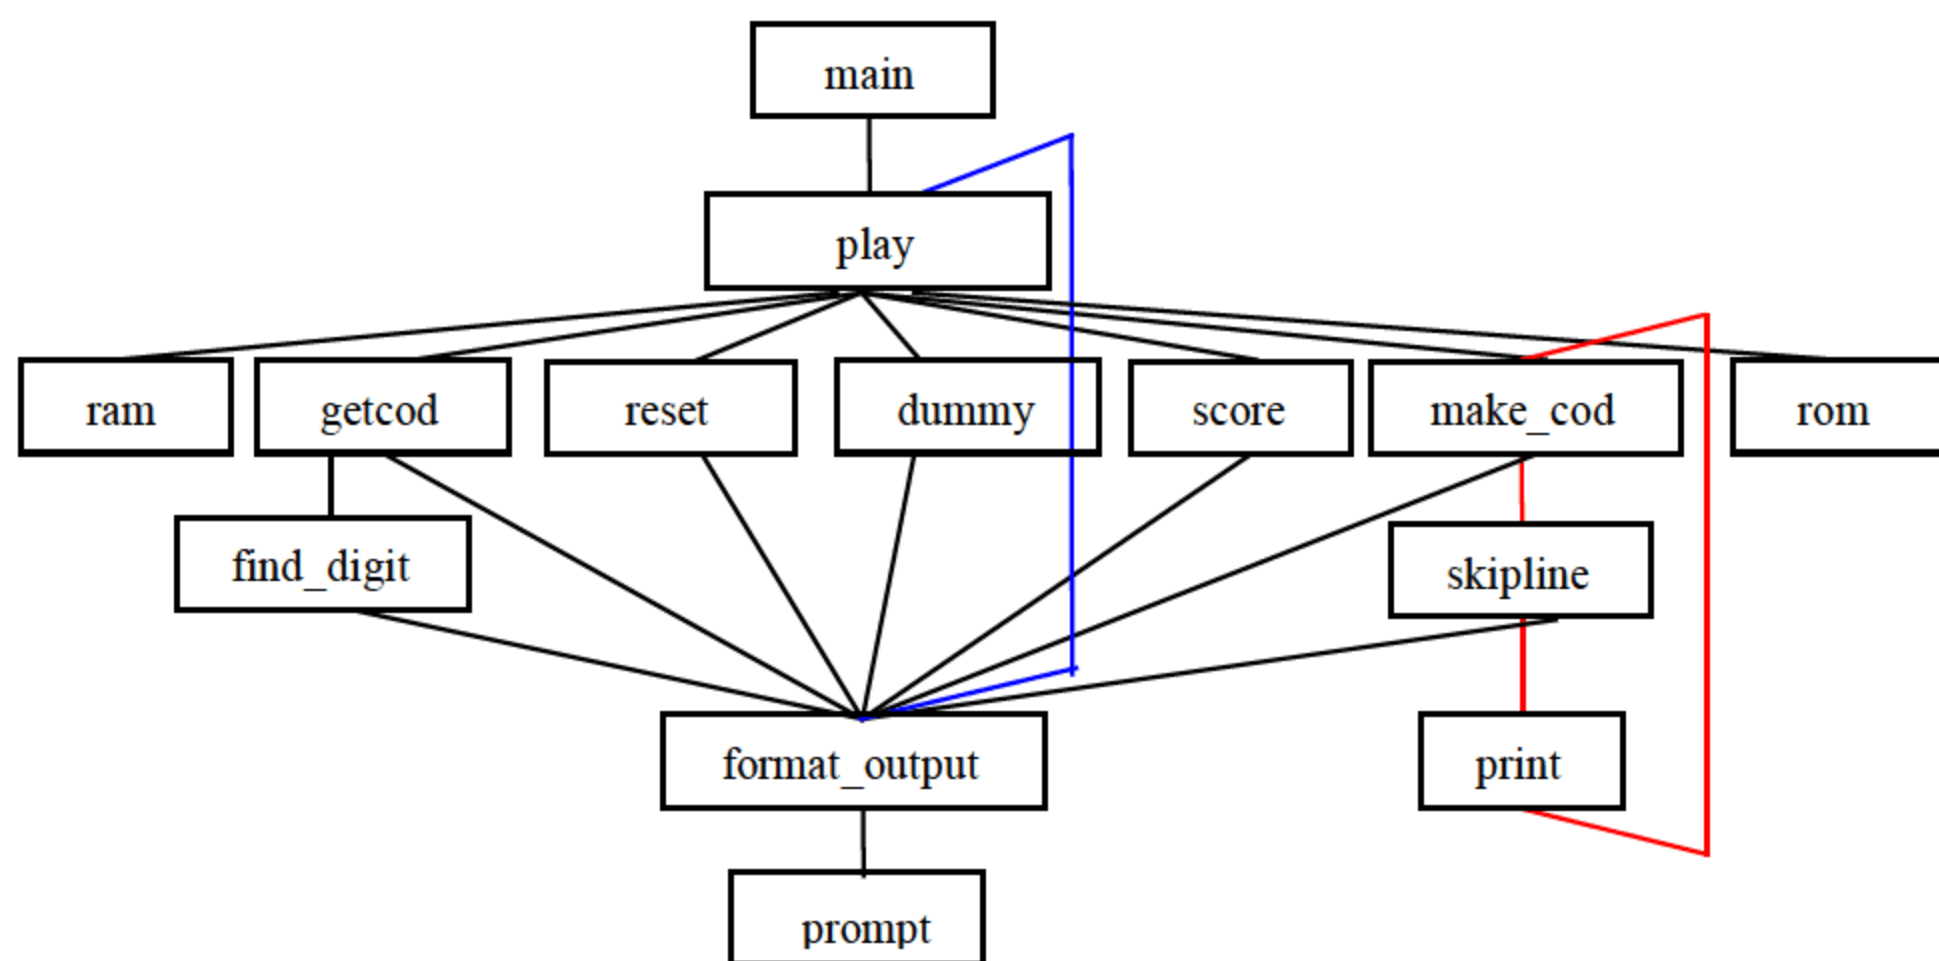 main
play
ram
getcod
reset
dummy
score
make_cod
rom
find_digit
skipline
format_output
print
prompt